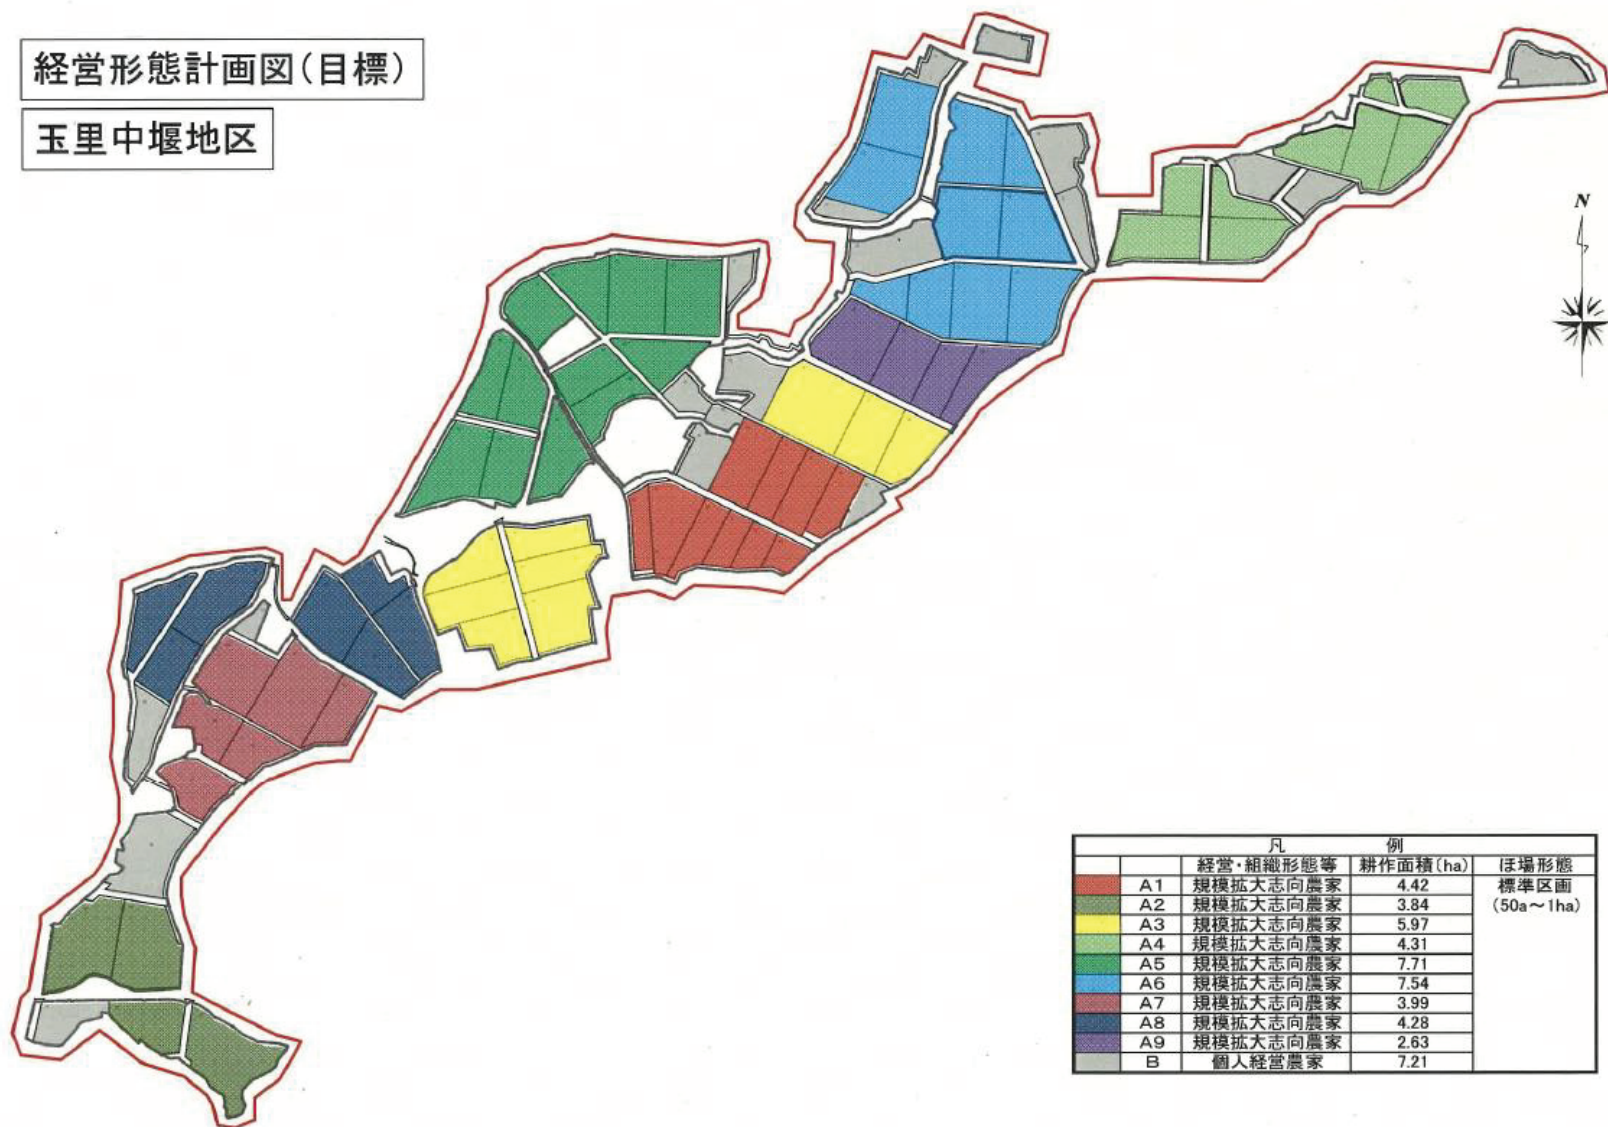 経営形態計画図(目標)
玉里中堰地区
N
凡 例
経営・組織形態等 耕作面積(ha) ほ場形態
A1 規模拡大志向農家 4.42 標準区画
A2 規模拡大志向農家 3.84 (50a~1ha)
A3 規模拡大志向農家 5.97
A4 規模拡大志向農家 4.31
A5 規模拡大志向農家 7.71
A6 規模拡大志向農家 7.54
A7 規模拡大志向農家 3.99
A8 規模拡大志向農家 4.28
A9 規模拡大志向農家 2.63
B 個人経営農家 7.21